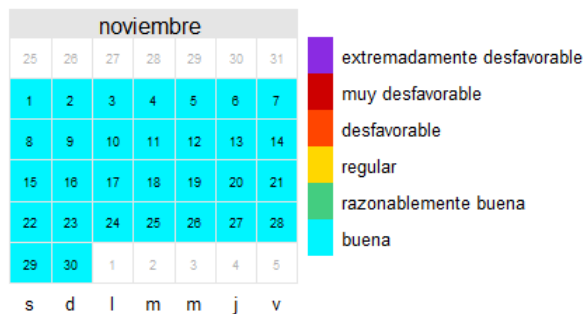 noviembre
25 26 27 28 29 30 31
1 2 3 4 5 6 7
8 9 10 11 12 13 14
15 16 17 18 19 20 21
22 23 24 25 26 27 28
29 30 1 2 3 4 5
s d l m m j v
extremadamente desfavorable
muy desfavorable
desfavorable
regular
razonablemente buena
buena